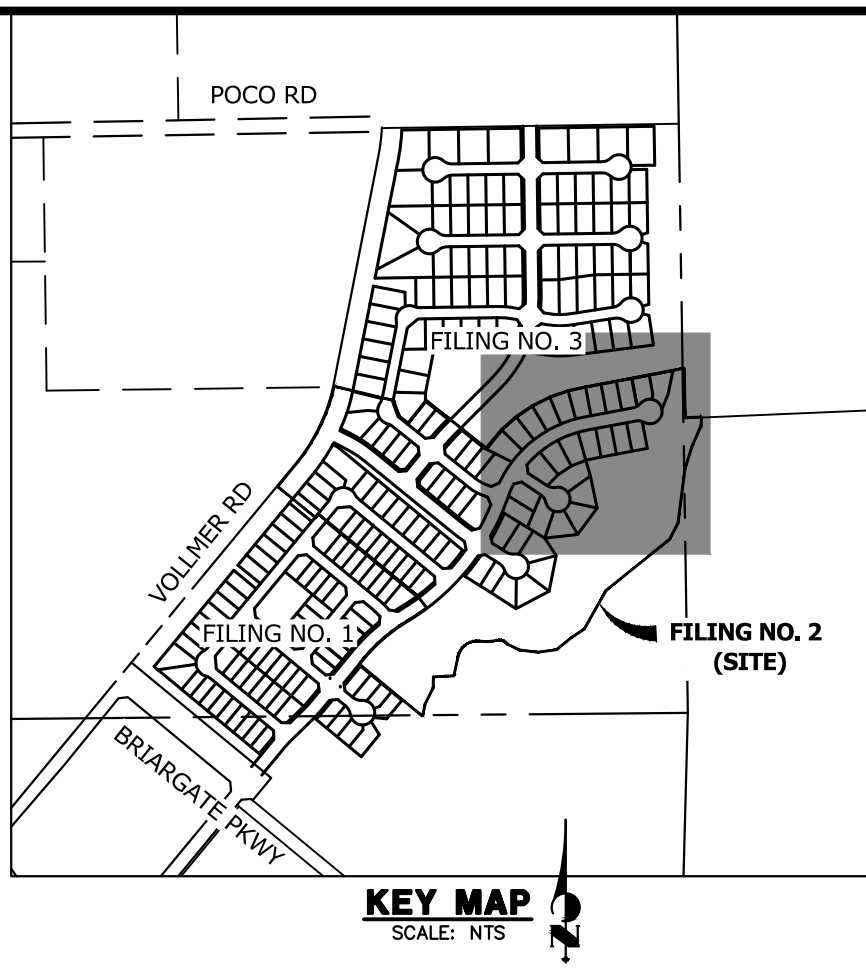 POCO RD
FILING NO. 3
VOLLMER RD
FILING NO. 1
FILING NO. 2
(SITE)
BRIARGATE PKWY
KEY MAP
SCALE: NTS
N